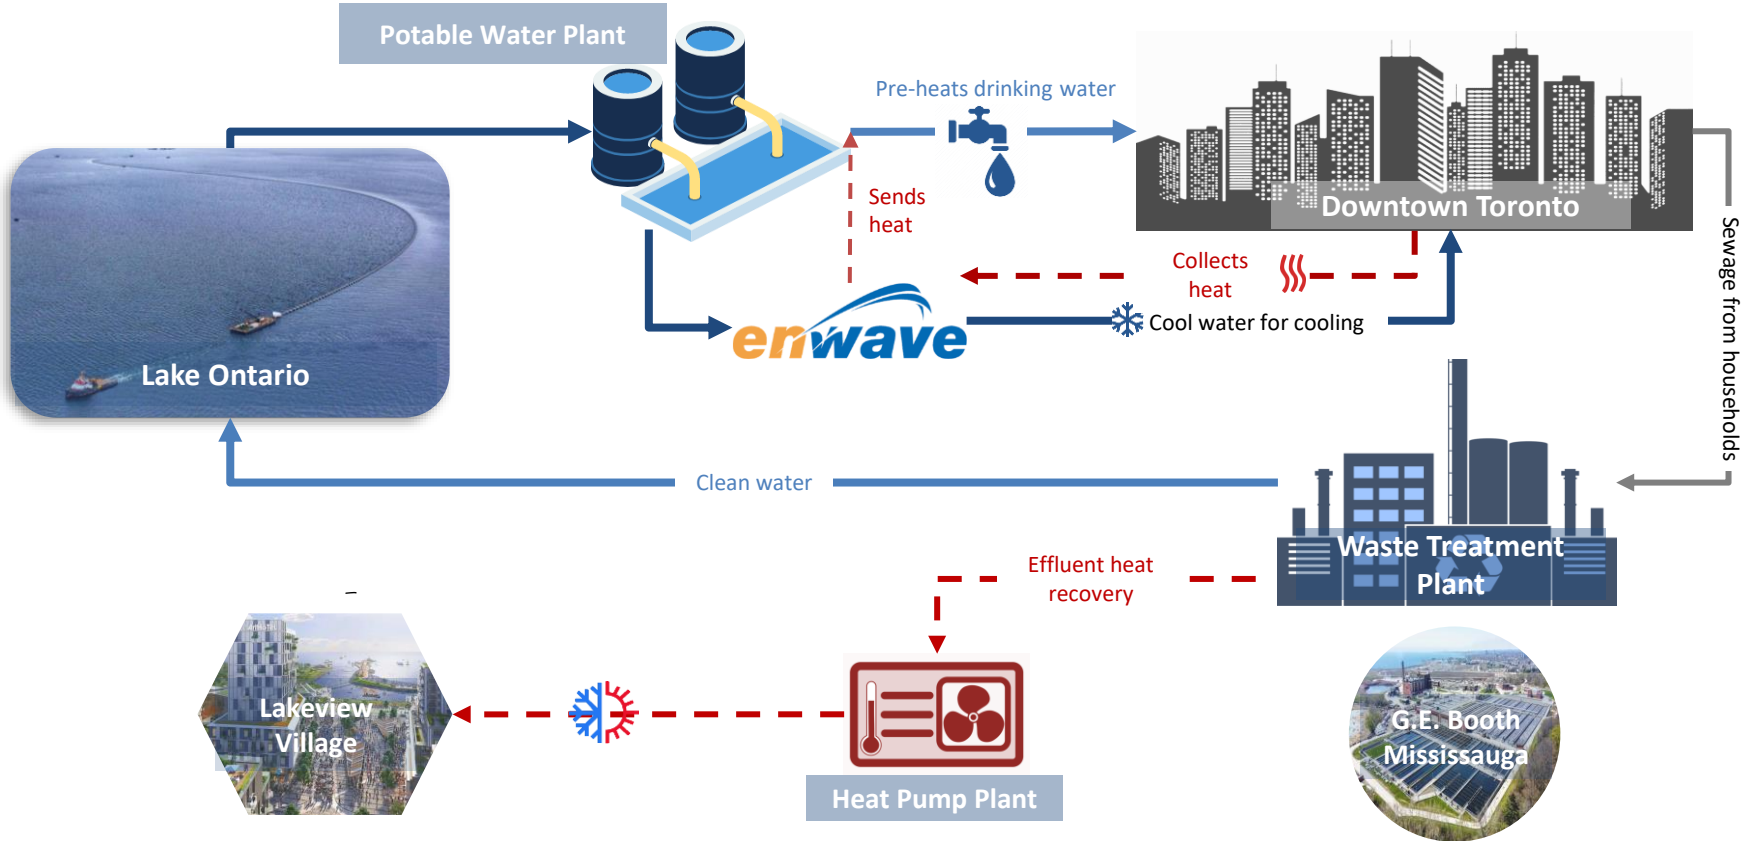 Potable Water Plant
Pre-heats drinking water
Sends
heat
Downtown Toronto
Collects
heat
enwave
Cool water for cooling
Lake Ontario
Sewage from households
Clean water
Waste Treatment
Plant
Effluent heat
recovery
Lakeview
Village
G.E. Booth
Mississauga
Heat Pump Plant